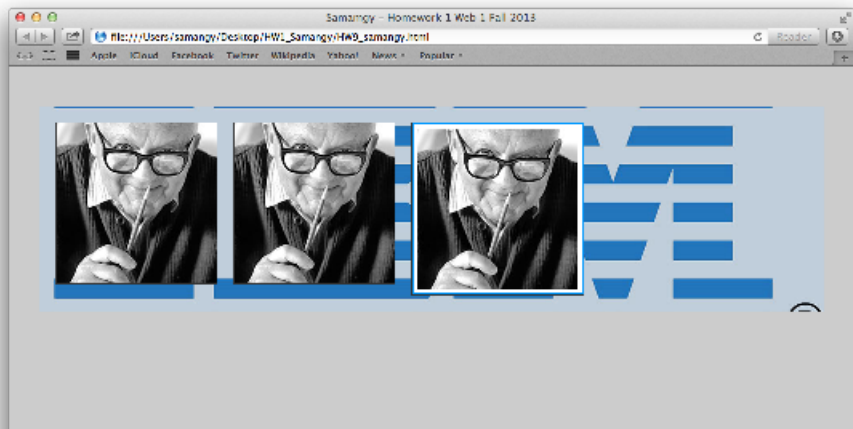 Samamgy – Homework 1 Web 1 Fall 2013
file:///Users/samangy/Desktop/HW1_Samangy/HW9_samangy.html
Reader
Apple iCloud Facebook Twitter Wikipedia Yahoo! News Popular